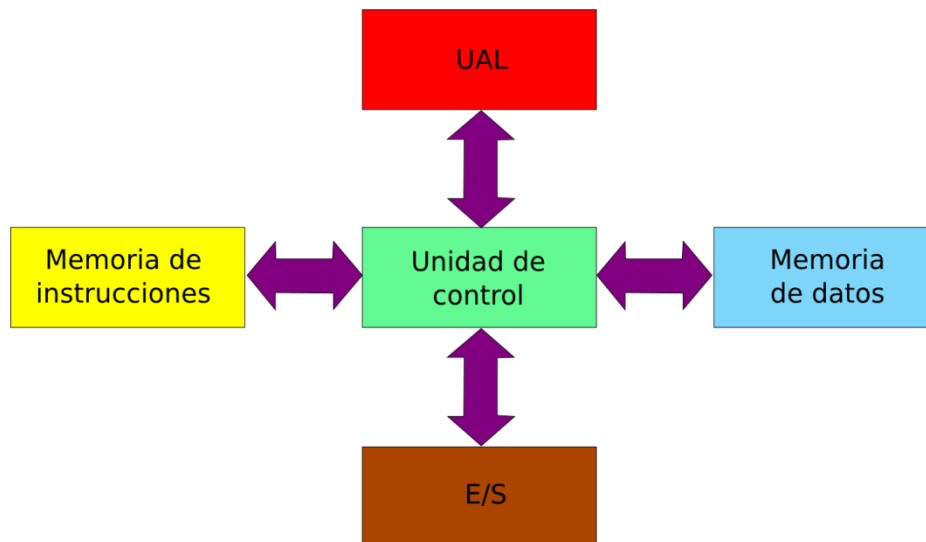 UAL
Memoria de
instrucciones
Unidad de
control
Memoria
de datos
E/S